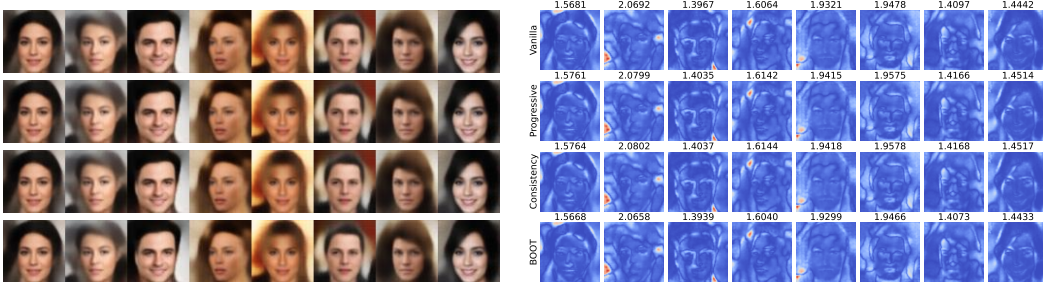 1.5681 2.0692 1.3967 1.6064 1.9321 1.9478 1.4097 1.4442
Vanilla
1.5761 2.0799 1.4035 1.6142 1.9415 1.9575 1.4166 1.4514
Progressive
1.5764 2.0802 1.4037 1.6144 1.9418 1.9578 1.4168 1.4517
Consistency
1.5668 2.0658 1.3939 1.6040 1.9299 1.9466 1.4073 1.4433
BOOT